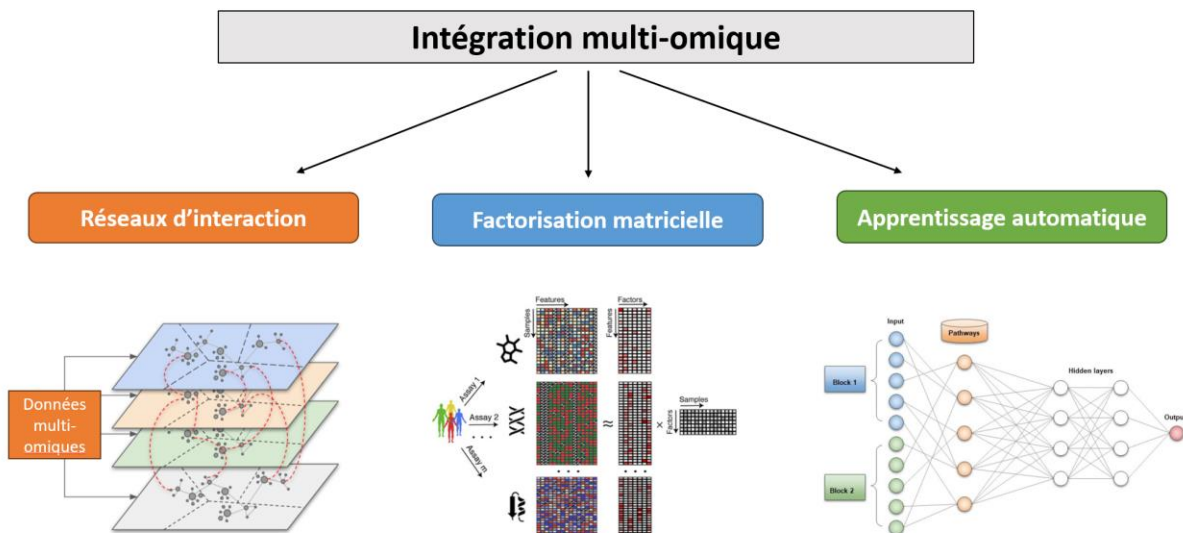 Intégration multi-omique
Réseaux d'interaction
Factorisation matricielle
Apprentissage automatique
Données
multi-
omiques
Features
Samples
Factors
Features
Assay 1
Assay 2
. . .
Assay m
≈
×
Samples
Factors
. . .
. . .
Input
Pathways
Block 1
Block 2
Hidden layers
Output